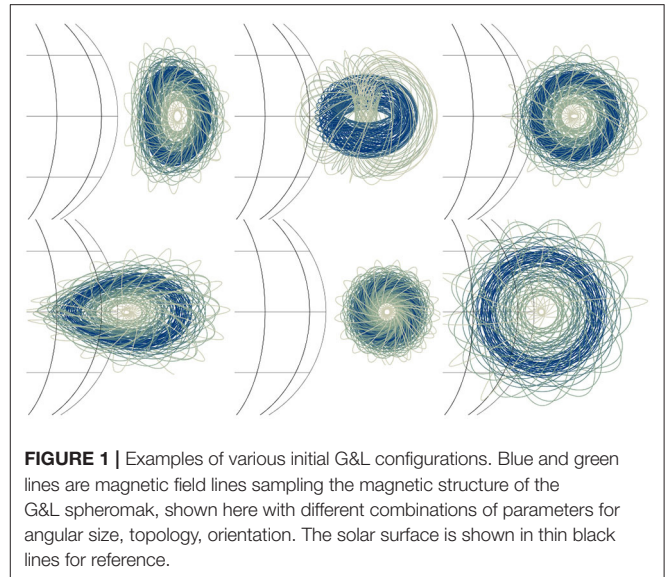 FIGURE 1 | Examples of various initial G&L configurations. Blue and green
lines are magnetic field lines sampling the magnetic structure of the
G&L spheromak, shown here with different combinations of parameters for
angular size, topology, orientation. The solar surface is shown in thin black
lines for reference.